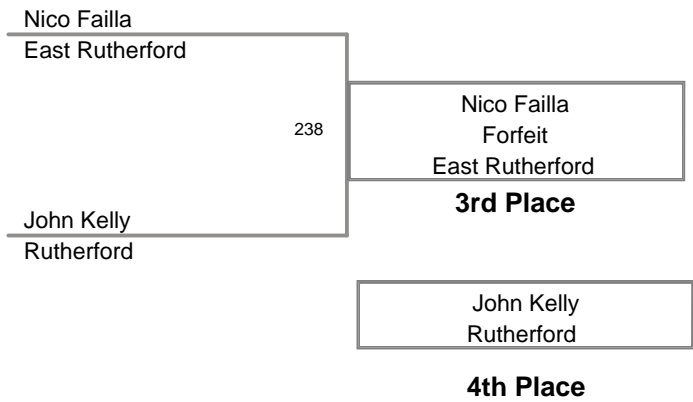 Nico Failla
East Rutherford
238
Nico Failla
Forfeit
East Rutherford
3rd Place
John Kelly
Rutherford
John Kelly
Rutherford
4th Place